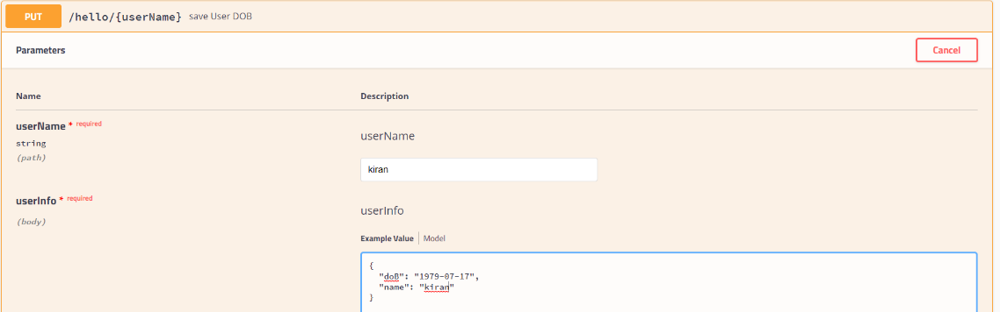 PUT /hello/{userName} save User DOB
Parameters Cancel
Name Description
userName * required
string
(path)
userName
kiran
userInfo * required
(body)
userInfo
Example Value Model
{
"doB": "1979-07-17",
"name": "kiran"
}